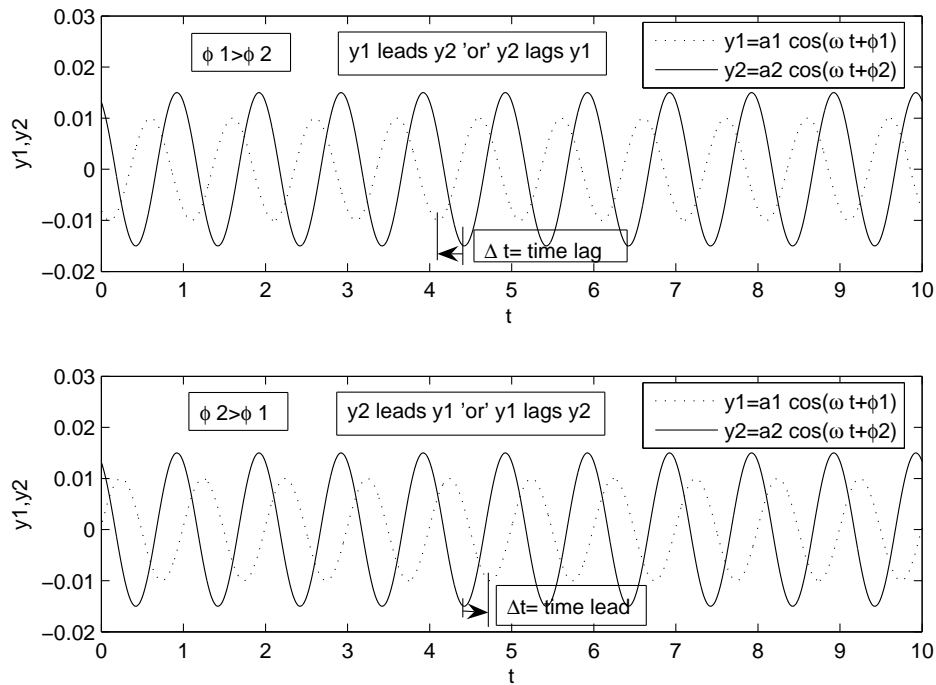 0.03
0.02
0.01
0
−0.01
−0.02
y1,y2
ϕ 1>ϕ 2
y1 leads y2 'or' y2 lags y1
y1=a1 cos(ω t+ϕ1)
y2=a2 cos(ω t+ϕ2)
Δ t= time lag
0 1 2 3 4 5 6 7 8 9 10
t
0.03
0.02
0.01
0
−0.01
−0.02
y1,y2
ϕ 2>ϕ 1
y2 leads y1 'or' y1 lags y2
y1=a1 cos(ω t+ϕ1)
y2=a2 cos(ω t+ϕ2)
Δt= time lead
0 1 2 3 4 5 6 7 8 9 10
t